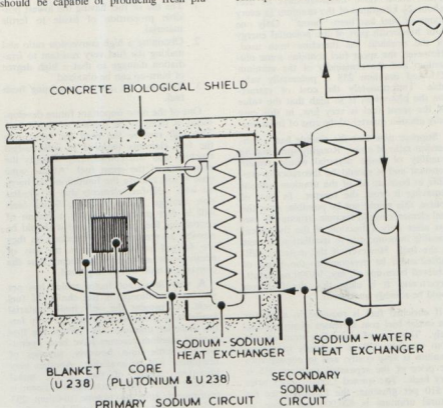 should be capable of producing fresh plu-
CONCRETE BIOLOGICAL SHIELD
SODIUM-SODIUM
HEAT EXCHANGER
SODIUM-WATER
HEAT EXCHANGER
BLANKET
(U 238)
CORE
(PLUTONIUM & U 238)
SECONDARY
SODIUM
CIRCUIT
PRIMARY SODIUM CIRCUIT